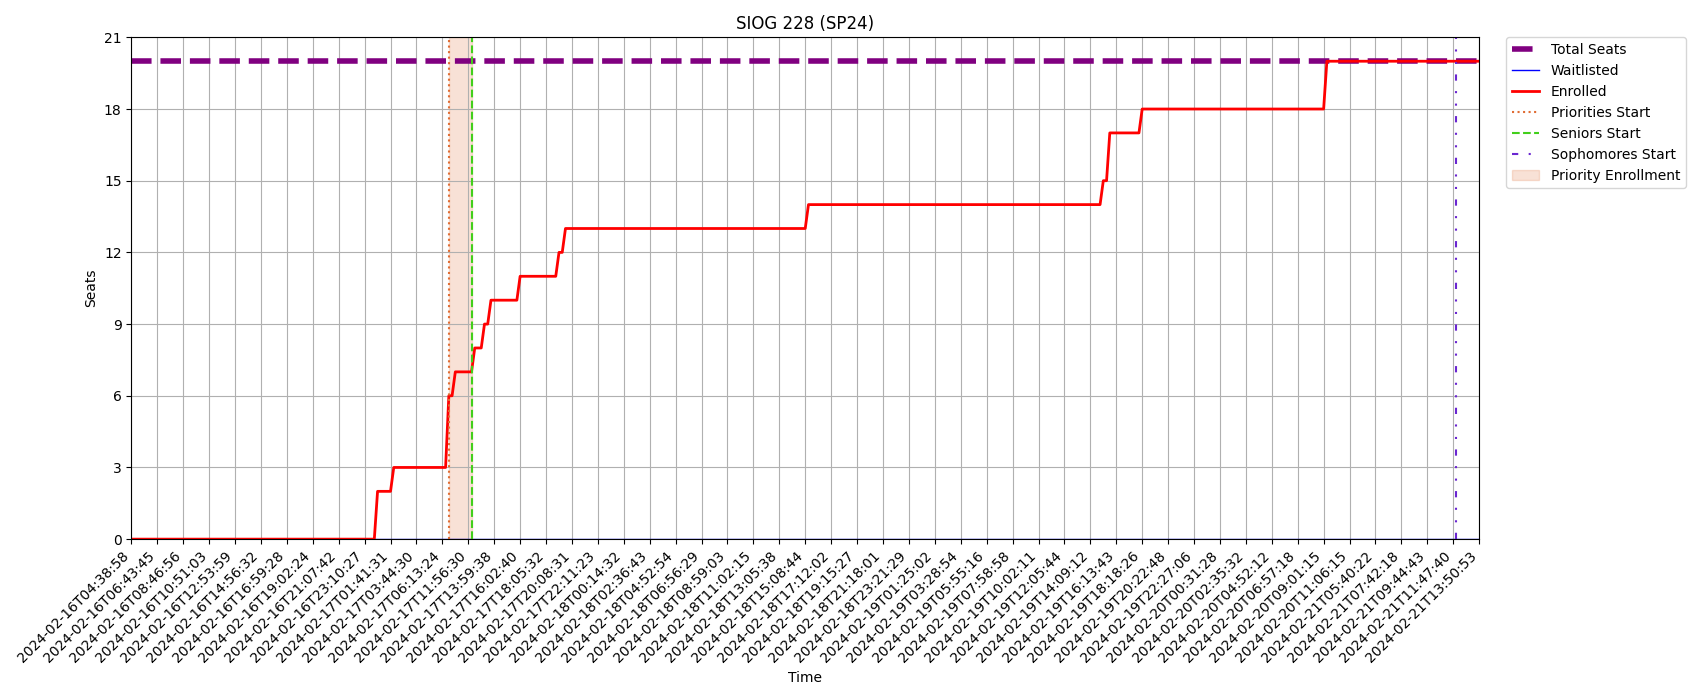 SIOG 228 (SP24)
21
18
15
12
9
6
3
0
Seats
2024-02-16T04:38:58
2024-02-16T06:43:45
2024-02-16T08:46:56
2024-02-16T10:51:03
2024-02-16T12:53:59
2024-02-16T14:56:32
2024-02-16T16:59:28
2024-02-16T19:02:24
2024-02-16T21:07:42
2024-02-16T23:10:27
2024-02-17T01:41:31
2024-02-17T03:44:30
2024-02-17T06:13:24
2024-02-17T11:56:30
2024-02-17T13:59:38
2024-02-17T16:02:40
2024-02-17T18:05:32
2024-02-17T20:08:31
2024-02-17T22:11:23
2024-02-18T00:14:32
2024-02-18T02:36:43
2024-02-18T04:52:54
2024-02-18T06:56:29
2024-02-18T08:59:03
2024-02-18T11:02:15
2024-02-18T13:05:38
2024-02-18T15:08:44
2024-02-18T17:12:02
2024-02-18T19:15:27
2024-02-18T21:18:01
2024-02-18T23:21:29
2024-02-19T01:25:02
2024-02-19T03:28:54
2024-02-19T05:55:16
2024-02-19T07:58:58
2024-02-19T10:02:11
2024-02-19T12:05:44
2024-02-19T14:09:12
2024-02-19T16:13:43
2024-02-19T18:18:26
2024-02-19T20:22:48
2024-02-19T22:27:06
2024-02-20T00:31:28
2024-02-20T02:35:32
2024-02-20T04:52:12
2024-02-20T06:57:18
2024-02-20T09:01:15
2024-02-20T11:06:15
2024-02-21T05:40:22
2024-02-21T07:42:18
2024-02-21T09:44:43
2024-02-21T11:47:40
2024-02-21T13:50:53
Time
Total Seats
Waitlisted
Enrolled
Priorities Start
Seniors Start
Sophomores Start
Priority Enrollment